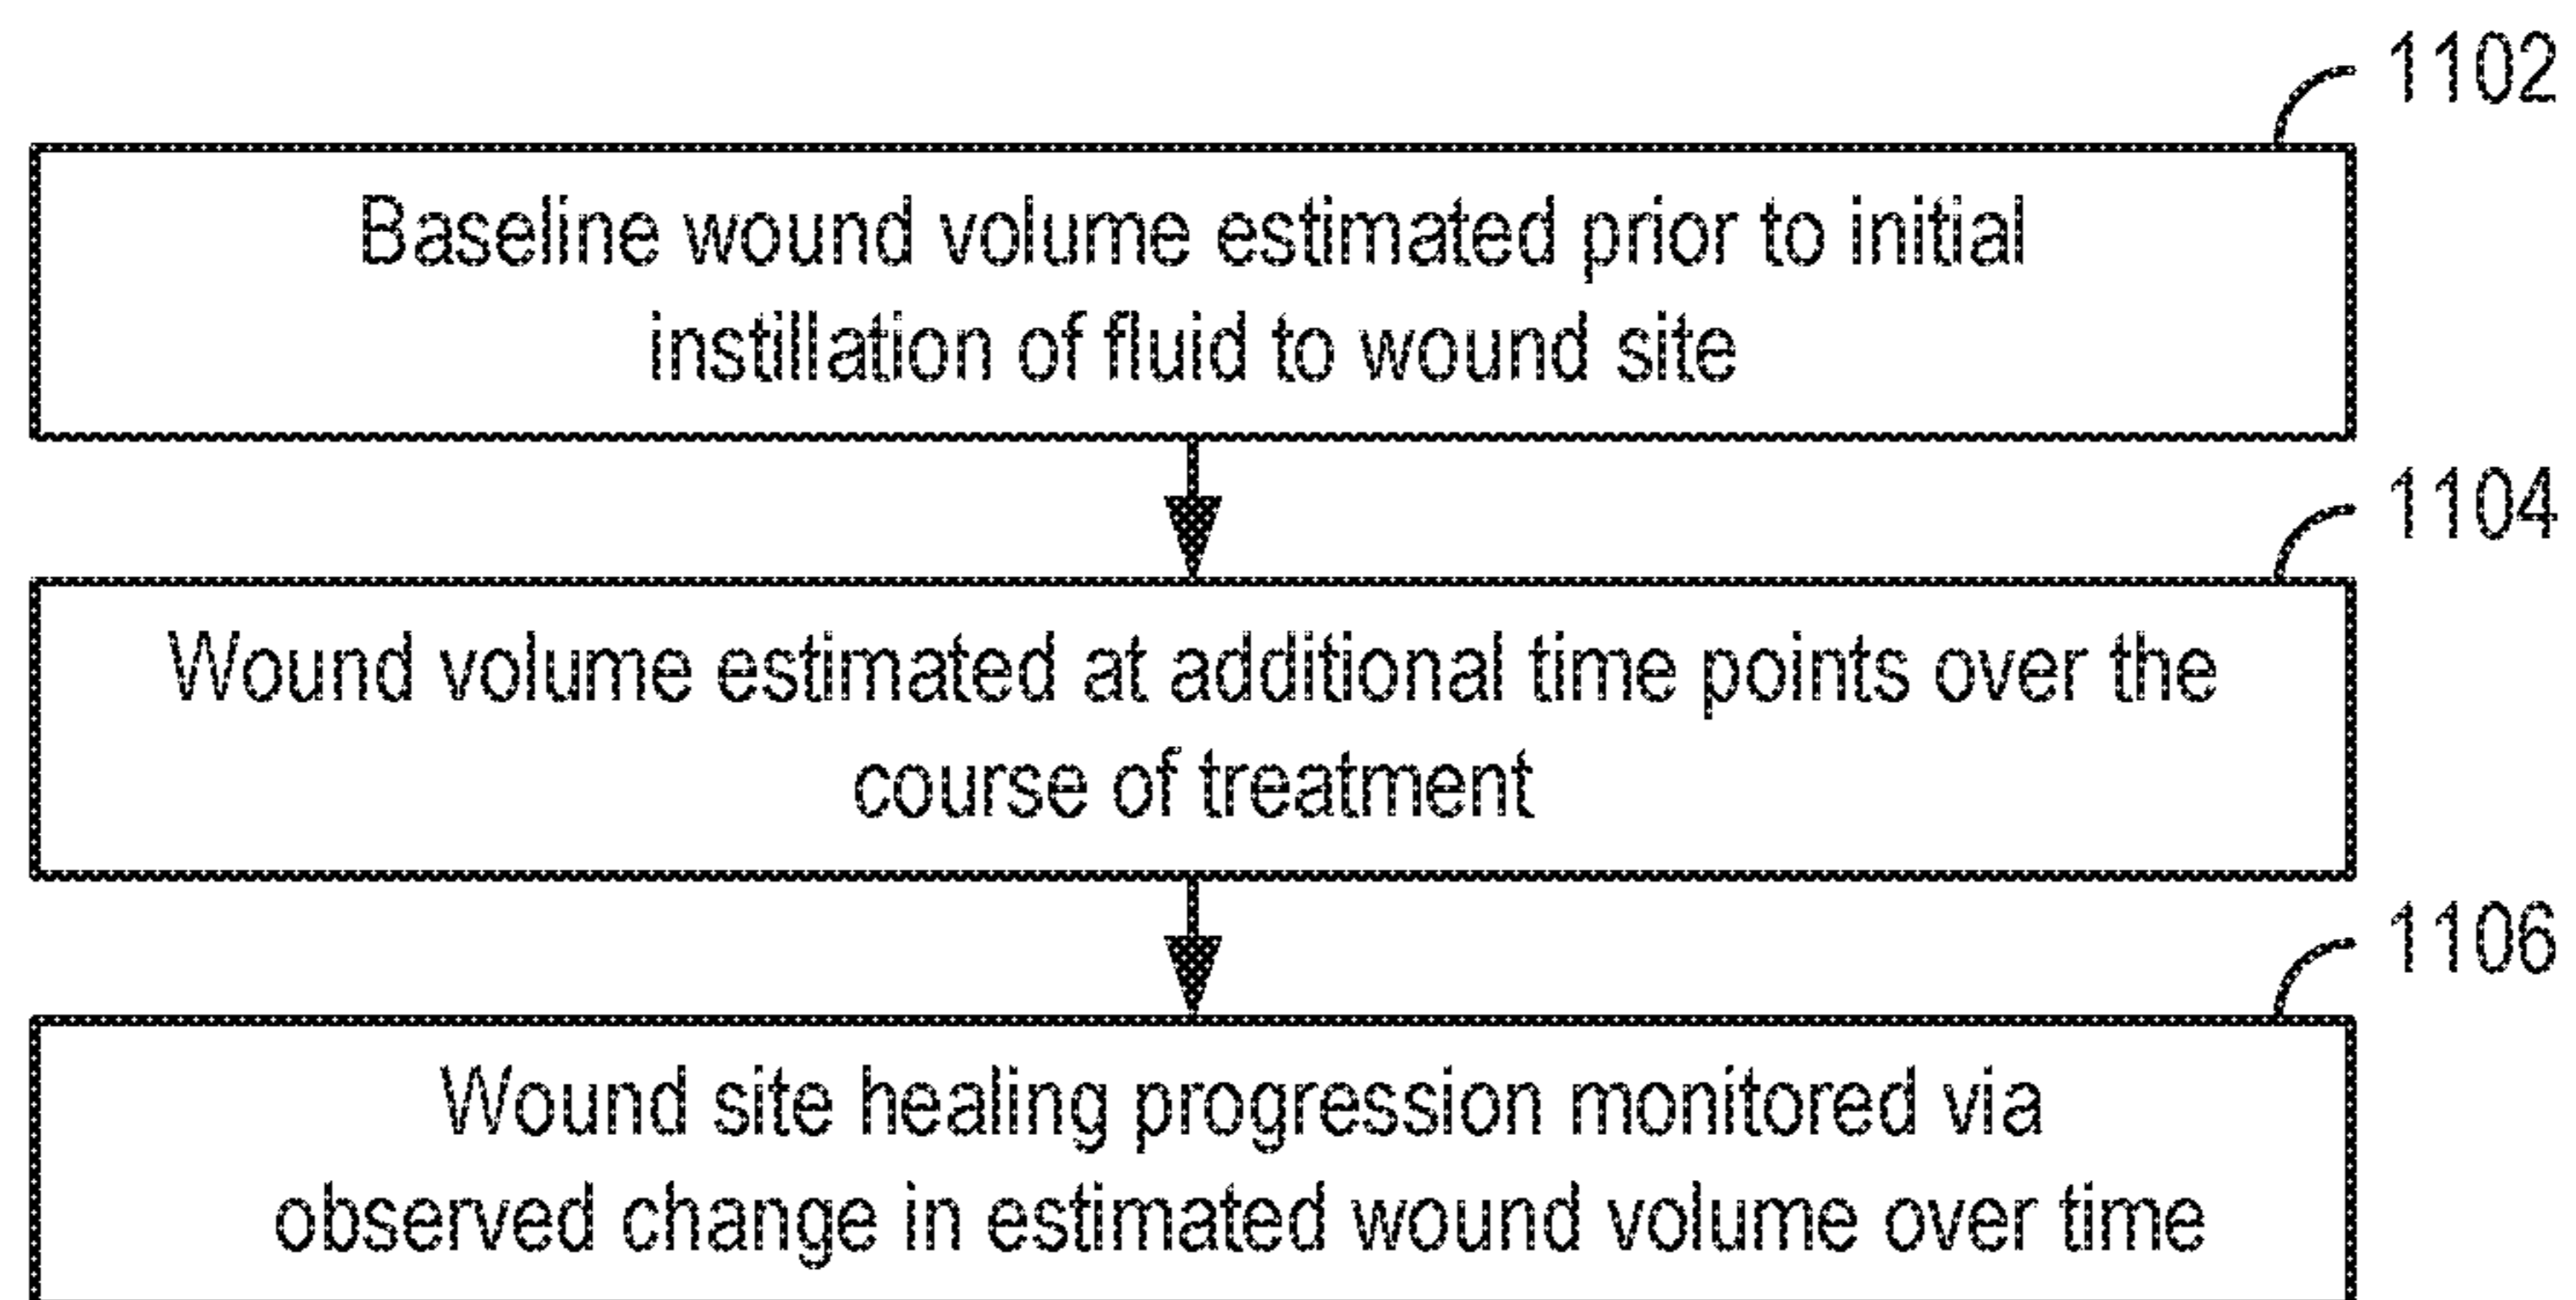 1102
Baseline wound volume estimated prior to initial
instillation of fluid to wound site
1104
Wound volume estimated at additional time points over the
course of treatment
1106
Wound site healing progression monitored via
observed change in estimated wound volume over time